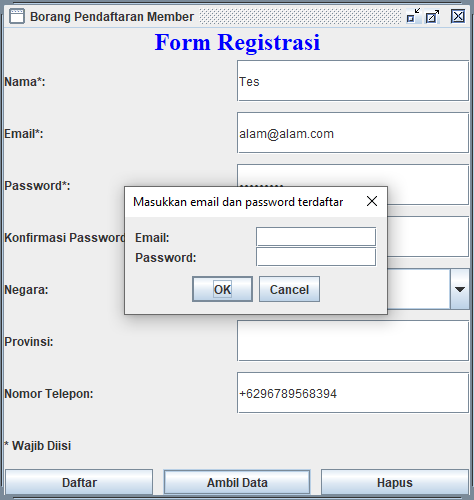 Borang Pendaftaran Member
Form Registrasi
Nama*:
Tes
Email*:
alam@alam.com
Password*:
Masukkan email dan password terdaftar
Konfirmasi Password
Email:
Password:
OK
Cancel
Negara:
Provinsi:
Nomor Telepon:
+6296789568394
* Wajib Diisi
Daftar
Ambil Data
Hapus